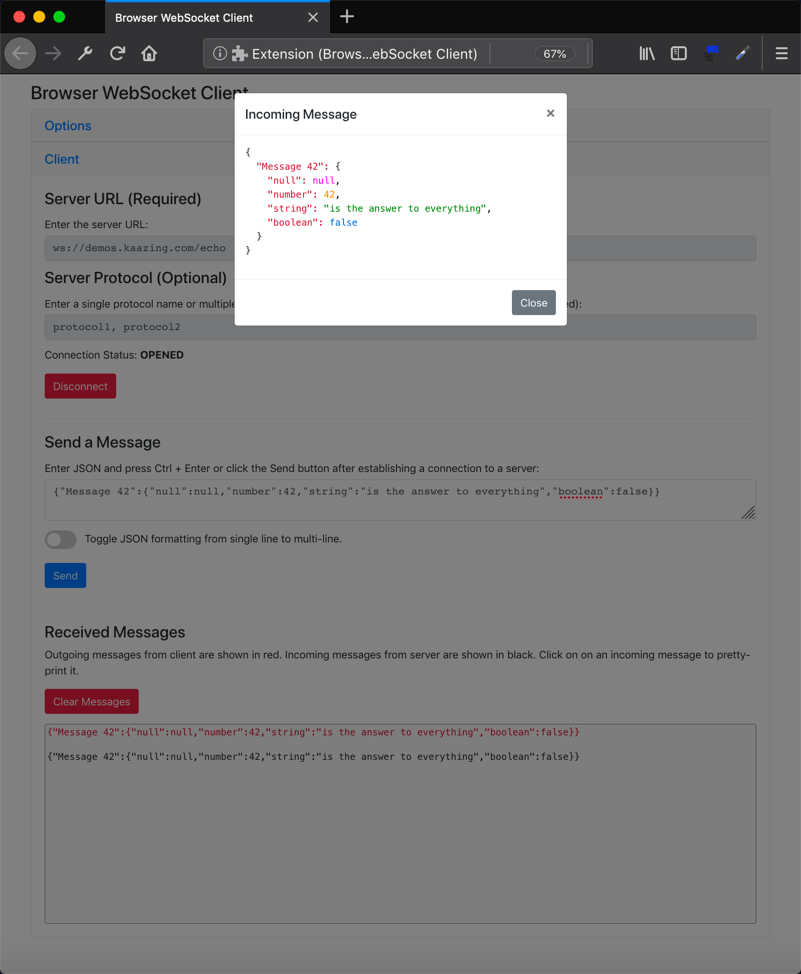 Browser WebSocket Client
Extension (Brows...ebSocket Client)
67%
Browser WebSocket Client
Options
Client
Incoming Message
×
{
"Message 42": {
"null": null,
"number": 42,
"string": "is the answer to everything",
"boolean": false
}
}
Close
Server URL (Required)
Enter the server URL:
ws://demos.kaazing.com/echo
Server Protocol (Optional)
Enter a single protocol name or multiple
ed):
protocol1, protocol2
Connection Status: OPENED
Disconnect
Send a Message
Enter JSON and press Ctrl + Enter or click the Send button after establishing a connection to a server:
{"Message 42":{"null":null,"number":42,"string":"is the answer to everything","boolean":false}}
Toggle JSON formatting from single line to multi-line.
Send
Received Messages
Outgoing messages from client are shown in red. Incoming messages from server are shown in black. Click on on an incoming message to pretty-
print it.
Clear Messages
{"Message 42":{"null":null,"number":42,"string":"is the answer to everything","boolean":false}}
{"Message 42":{"null":null,"number":42,"string":"is the answer to everything","boolean":false}}